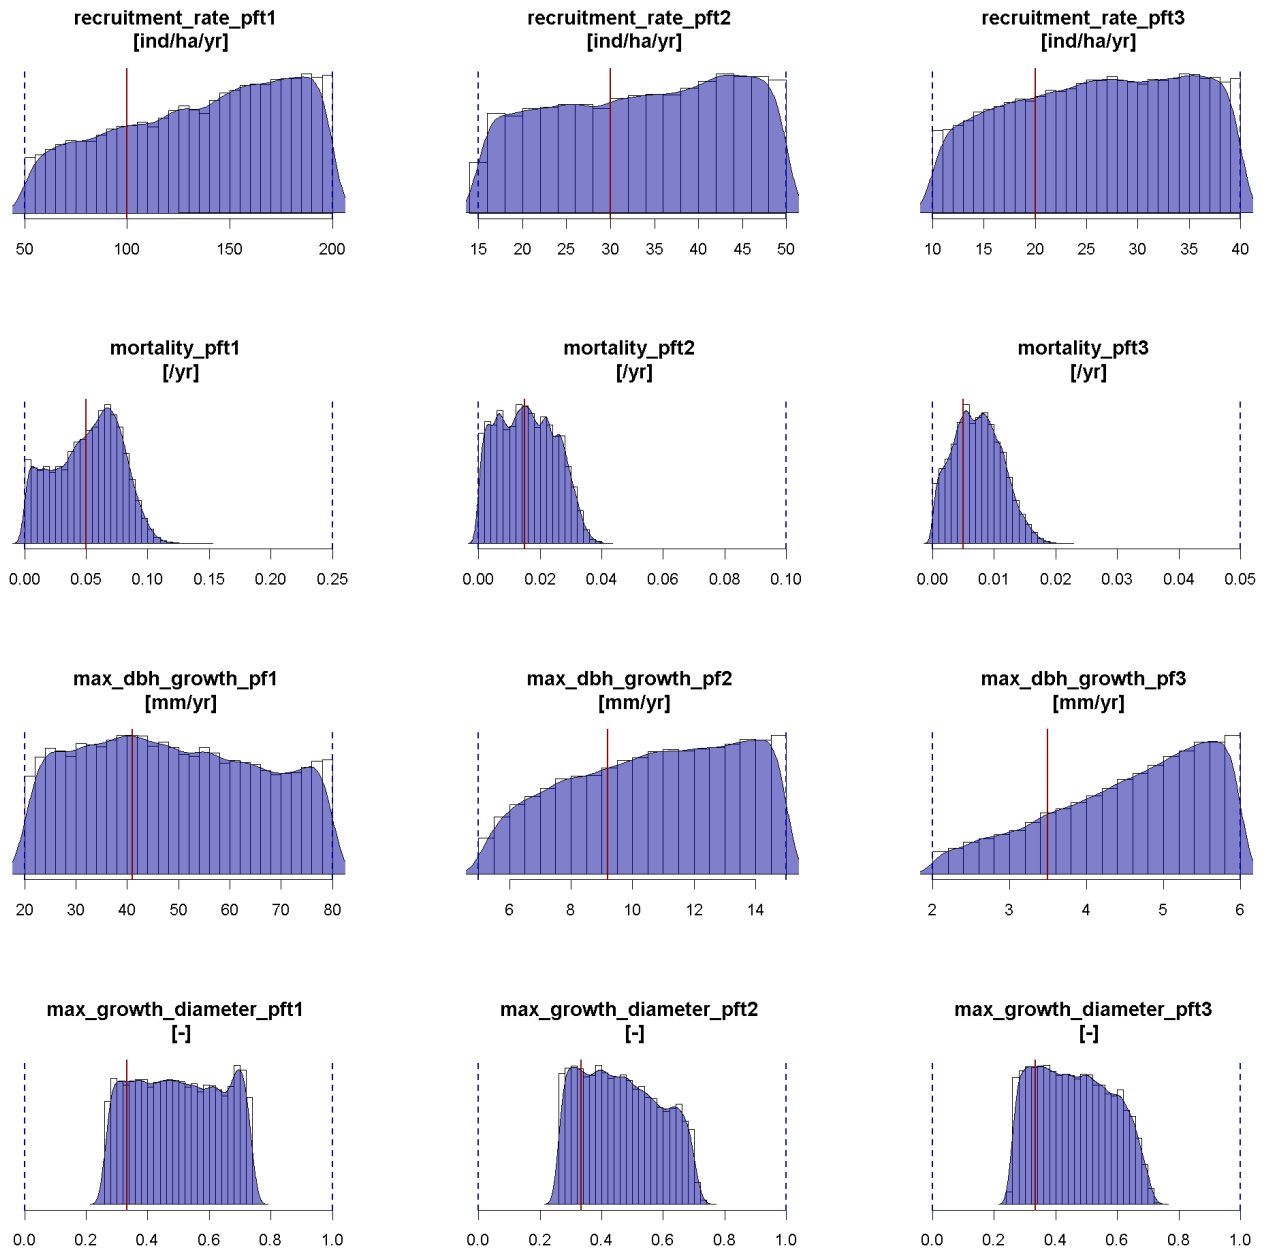 recruitment_rate_pft1
[ind/ha/yr]
recruitment_rate_pft2
[ind/ha/yr]
recruitment_rate_pft3
[ind/ha/yr]
50 100 150 200
15 20 25 30 35 40 45 50
10 15 20 25 30 35 40
mortality_pft1
[/yr]
mortality_pft2
[/yr]
mortality_pft3
[/yr]
0.00 0.05 0.10 0.15 0.20 0.25
0.00 0.02 0.04 0.06 0.08 0.10
0.00 0.01 0.02 0.03 0.04 0.05
max_dbh_growth_pf1
[mm/yr]
max_dbh_growth_pf2
[mm/yr]
max_dbh_growth_pf3
[mm/yr]
20 30 40 50 60 70 80
6 8 10 12 14
2 3 4 5 6
max_growth_diameter_pft1
[-]
max_growth_diameter_pft2
[-]
max_growth_diameter_pft3
[-]
0.0 0.2 0.4 0.6 0.8 1.0
0.0 0.2 0.4 0.6 0.8 1.0
0.0 0.2 0.4 0.6 0.8 1.0